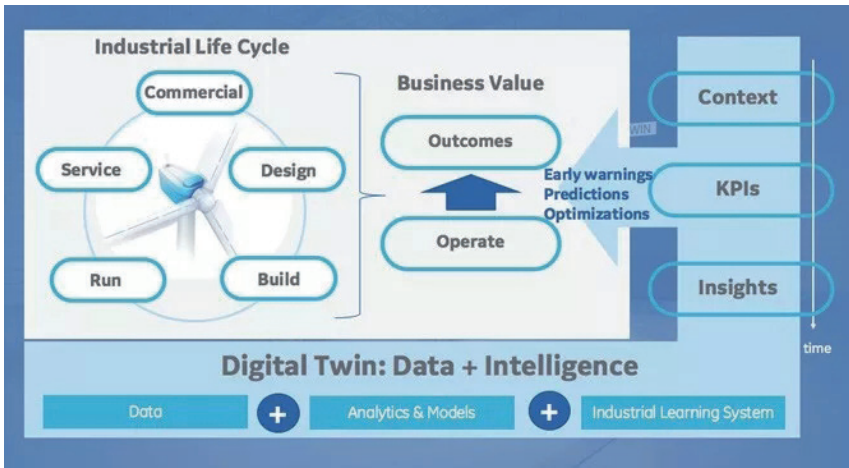 Industrial Life Cycle
Commercial
Service
Design
Run
Build
Business Value
Outcomes
Operate
Early warnings
Predictions
Optimizations
WIN
Context
KPIs
Insights
time
Digital Twin: Data + Intelligence
Data
+
Analytics & Models
+
Industrial Learning System